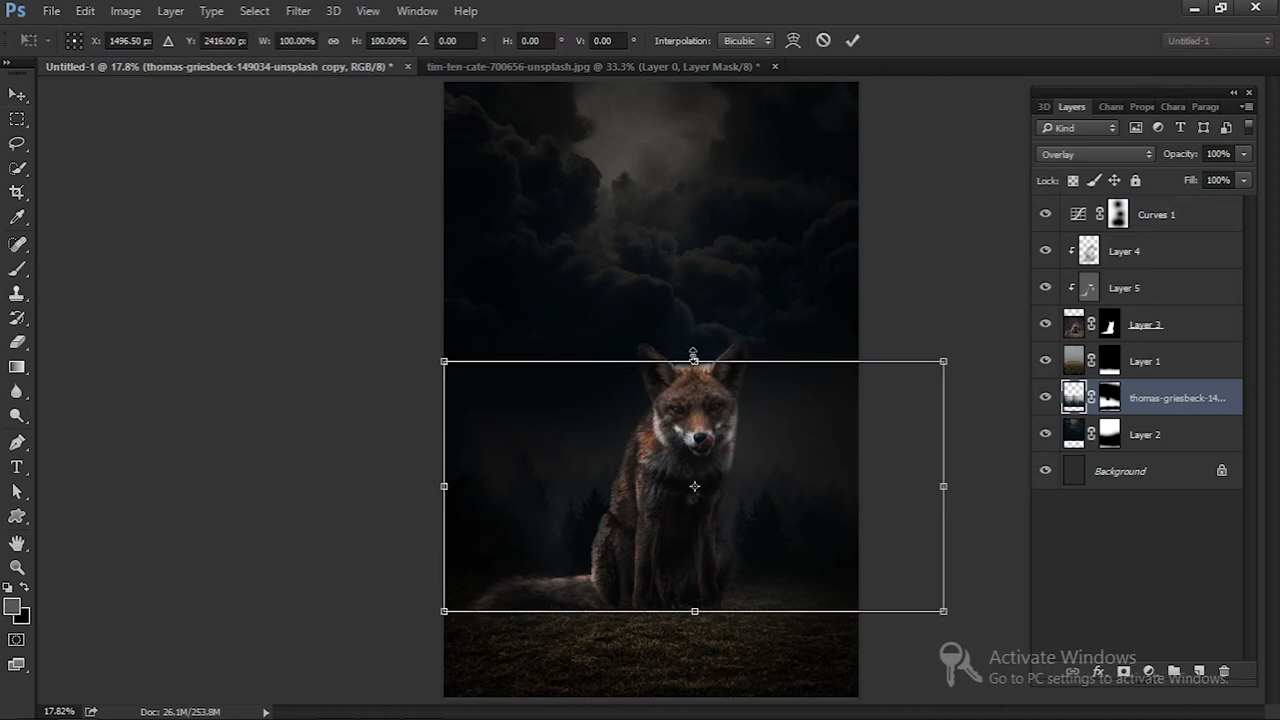 Ps File Edit Image Layer Type Select Filter 3D View Window Help
X: 1496.50 px Y: 2416.00 px W: 100.00% H: 100.00% 0.00 ° H: 0.00 ° V: 0.00 ° Interpolation: Bicubic Untitled-1
Untitled-1 @ 17.8% (thomas-griesbeck-149034-unsplash copy, RGB/8) * × tim-ten-cate-700656-unsplash.jpg @ 33.3% (Layer 0, Layer Mask/8) * ×
3D Layers Chann Prope Chara Paragr
Kind
Overlay Opacity: 100%
Lock: Fill: 100%
Curves 1
Layer 4
Layer 5
Layer 3
Layer 1
thomas-griesbeck-14...
Layer 2
Background
Activate Windows
Go to PC settings to activate Windows.
17.82% Doc: 26.1M/253.8M